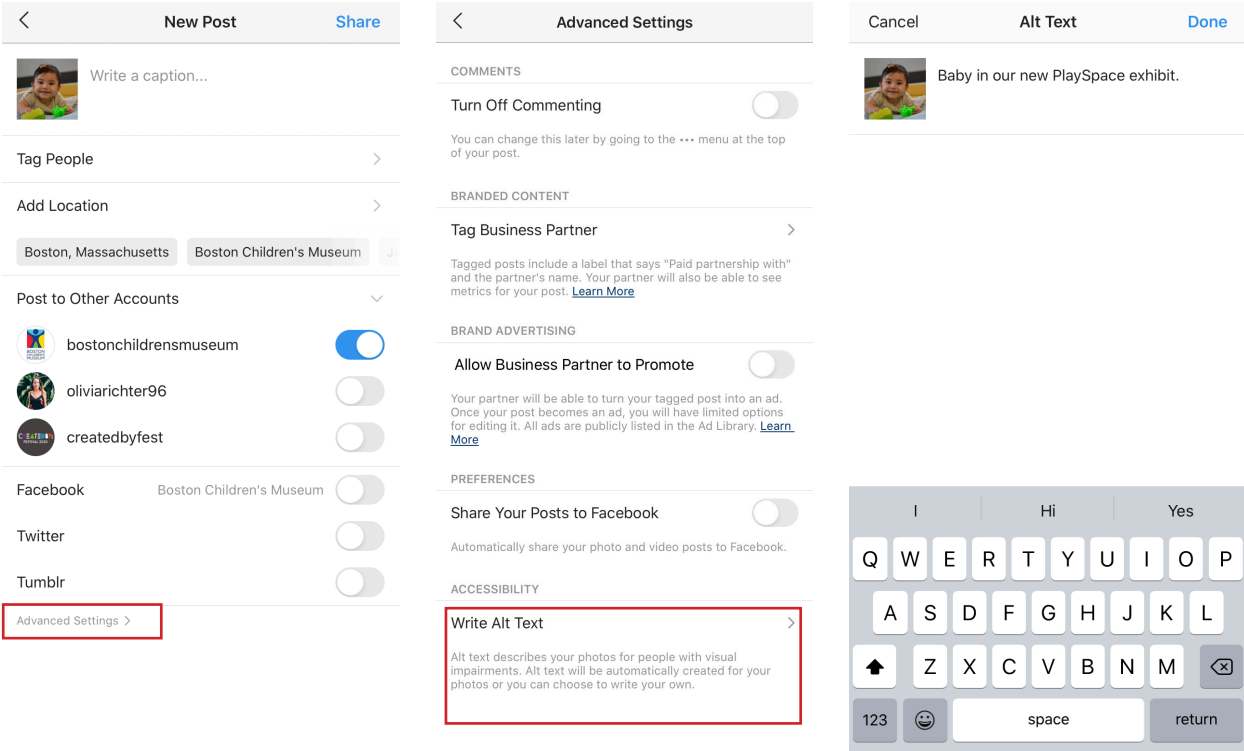 New Post
Share
Write a caption...
Tag People
Add Location
Boston, Massachusetts
Boston Children's Museum
Post to Other Accounts
BOSTON
CHILDREN'S
MUSEUM
bostonchildrensmuseum
oliviarichter96
createdbyfest
Facebook
Boston Children's Museum
Twitter
Tumblr
Advanced Settings
Advanced Settings
COMMENTS
Turn Off Commenting
You can change this later by going to the ••• menu at the top
of your post.
BRANDED CONTENT
Tag Business Partner
Tagged posts include a label that says "Paid partnership with"
and the partner's name. Your partner will also be able to see
metrics for your post. Learn More
BRAND ADVERTISING
Allow Business Partner to Promote
Your partner will be able to turn your tagged post into an ad.
Once your post becomes an ad, you will have limited options
for editing it. All ads are publicly listed in the Ad Library. Learn
More
PREFERENCES
Share Your Posts to Facebook
Automatically share your photo and video posts to Facebook.
ACCESSIBILITY
Write Alt Text
Alt text describes your photos for people with visual
impairments. Alt text will be automatically created for your
photos or you can choose to write your own.
Cancel
Alt Text
Done
Baby in our new PlaySpace exhibit.
I
Hi
Yes
Q W E R T Y U I O P
A S D F G H J K L
Z X C V B N M
123
space
return